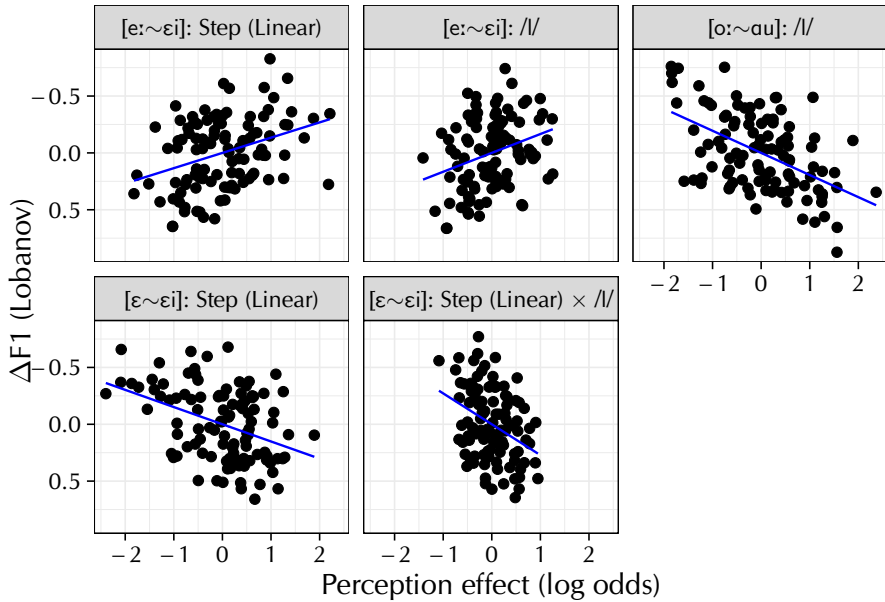 [eː∼ɛi]: Step (Linear)
[eː∼ɛi]: /l/
[oː∼ɑu]: /l/
−0.5
0.0
0.5
−2 −1 0 1 2
[ɛ∼ɛi]: Step (Linear)
[ɛ∼ɛi]: Step (Linear) × /l/
−0.5
0.0
0.5
−2 −1 0 1 2
−2 −1 0 1 2
Perception effect (log odds)
ΔF1 (Lobanov)